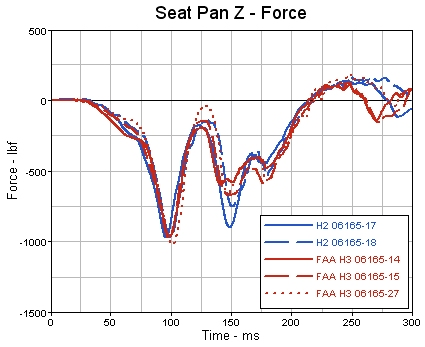 Seat Pan Z - Force
500
0
-500
-1000
-1500
Force - lbf
0 50 100 150 200 250 300
Time - ms
H2 06165-17
H2 06165-18
FAA H3 06165-14
FAA H3 06165-15
FAA H3 06165-27